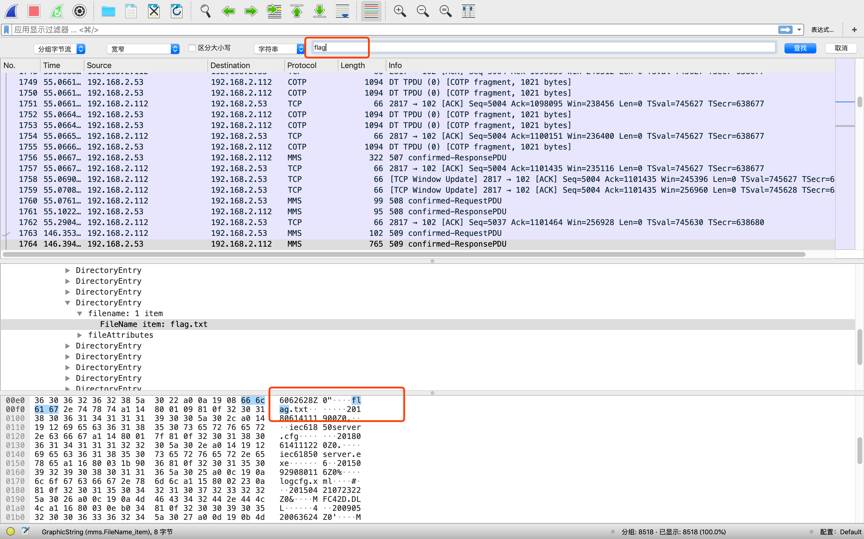 应用显示过滤器 … <⌘/>
表达式… +
分组字节流 宽窄 区分大小写 字符串 flag 查找 取消
No. Time Source Destination Protocol Length Info
1749 55.0661… 192.168.2.53 192.168.2.112 COTP 1094 DT TPDU (0) [COTP fragment, 1021 bytes]
1750 55.0661… 192.168.2.53 192.168.2.112 COTP 1094 DT TPDU (0) [COTP fragment, 1021 bytes]
1751 55.0661… 192.168.2.112 192.168.2.53 TCP 66 2817 → 102 [ACK] Seq=5004 Ack=1098095 Win=238456 Len=0 TSval=745627 TSecr=638677
1752 55.0664… 192.168.2.53 192.168.2.112 COTP 1094 DT TPDU (0) [COTP fragment, 1021 bytes]
1753 55.0664… 192.168.2.53 192.168.2.112 COTP 1094 DT TPDU (0) [COTP fragment, 1021 bytes]
1754 55.0665… 192.168.2.112 192.168.2.53 TCP 66 2817 → 102 [ACK] Seq=5004 Ack=1100151 Win=236400 Len=0 TSval=745627 TSecr=638677
1755 55.0666… 192.168.2.53 192.168.2.112 COTP 1094 DT TPDU (0) [COTP fragment, 1021 bytes]
1756 55.0667… 192.168.2.53 192.168.2.112 MMS 322 507 confirmed-ResponsePDU
1757 55.0667… 192.168.2.112 192.168.2.53 TCP 66 2817 → 102 [ACK] Seq=5004 Ack=1101435 Win=235116 Len=0 TSval=745627 TSecr=638677
1758 55.0690… 192.168.2.112 192.168.2.53 TCP 66 [TCP Window Update] 2817 → 102 [ACK] Seq=5004 Ack=1101435 Win=245396 Len=0 TSval=745627 TSecr=6
1759 55.0708… 192.168.2.112 192.168.2.53 TCP 66 [TCP Window Update] 2817 → 102 [ACK] Seq=5004 Ack=1101435 Win=256960 Len=0 TSval=745628 TSecr=6
1760 55.0761… 192.168.2.112 192.168.2.53 MMS 99 508 confirmed-RequestPDU
1761 55.1022… 192.168.2.53 192.168.2.112 MMS 95 508 confirmed-ResponsePDU
1762 55.2904… 192.168.2.112 192.168.2.53 TCP 66 2817 → 102 [ACK] Seq=5037 Ack=1101464 Win=256928 Len=0 TSval=745630 TSecr=638680
1763 146.353… 192.168.2.112 192.168.2.53 MMS 102 509 confirmed-RequestPDU
1764 146.394… 192.168.2.53 192.168.2.112 MMS 765 509 confirmed-ResponsePDU
DirectoryEntry
DirectoryEntry
DirectoryEntry
DirectoryEntry
filename: 1 item
FileName item: flag.txt
fileAttributes
DirectoryEntry
DirectoryEntry
DirectoryEntry
DirectoryEntry
00e0 36 30 36 32 36 32 38 5a 30 22 a0 0a 19 08 66 6c 6062628Z 0"····fl
00f0 61 67 2e 74 78 74 a1 14 80 01 09 81 0f 32 30 31 ag.txt·· ·····201
0100 38 30 36 31 34 31 31 31 39 30 30 5a 30 2c a0 14 80614111 900Z0,··
0110 19 12 69 65 63 36 31 38 35 30 73 65 72 76 65 72 ··iec618 50server
0120 2e 63 66 67 a1 14 80 01 7f 81 0f 32 30 31 38 30 .cfg···· ···20180
0130 36 31 34 31 31 31 32 32 30 5a 30 2e a0 14 19 12 61411122 0Z0.····
0140 69 65 63 36 31 38 35 30 73 65 72 76 65 72 2e 65 iec61850 server.e
0150 78 65 a1 16 80 03 1b 90 36 81 0f 32 30 31 35 30 xe······ 6··20150
0160 39 32 39 30 38 30 31 31 36 5a 30 25 a0 0c 19 0a 92908011 6Z0%····
0170 6c 6f 67 63 66 67 2e 78 6d 6c a1 15 80 02 23 0a logcfg.x ml····#·
0180 81 0f 32 30 31 35 30 34 32 31 30 37 32 33 32 32 ··201504 21072322
0190 5a 30 26 a0 0c 19 0a 4d 46 43 34 32 44 2e 44 4c Z0&····M FC42D.DL
01a0 4c a1 16 80 03 0e b0 34 81 0f 32 30 30 39 30 35 L······4 ··200905
01b0 32 30 30 36 33 36 32 34 5a 30 27 a0 0d 19 0b 4d 20063624 Z0'····M
GraphicString (mms.FileName_item), 8 字节
分组: 8518 · 已显示: 8518 (100.0%)
配置: Default